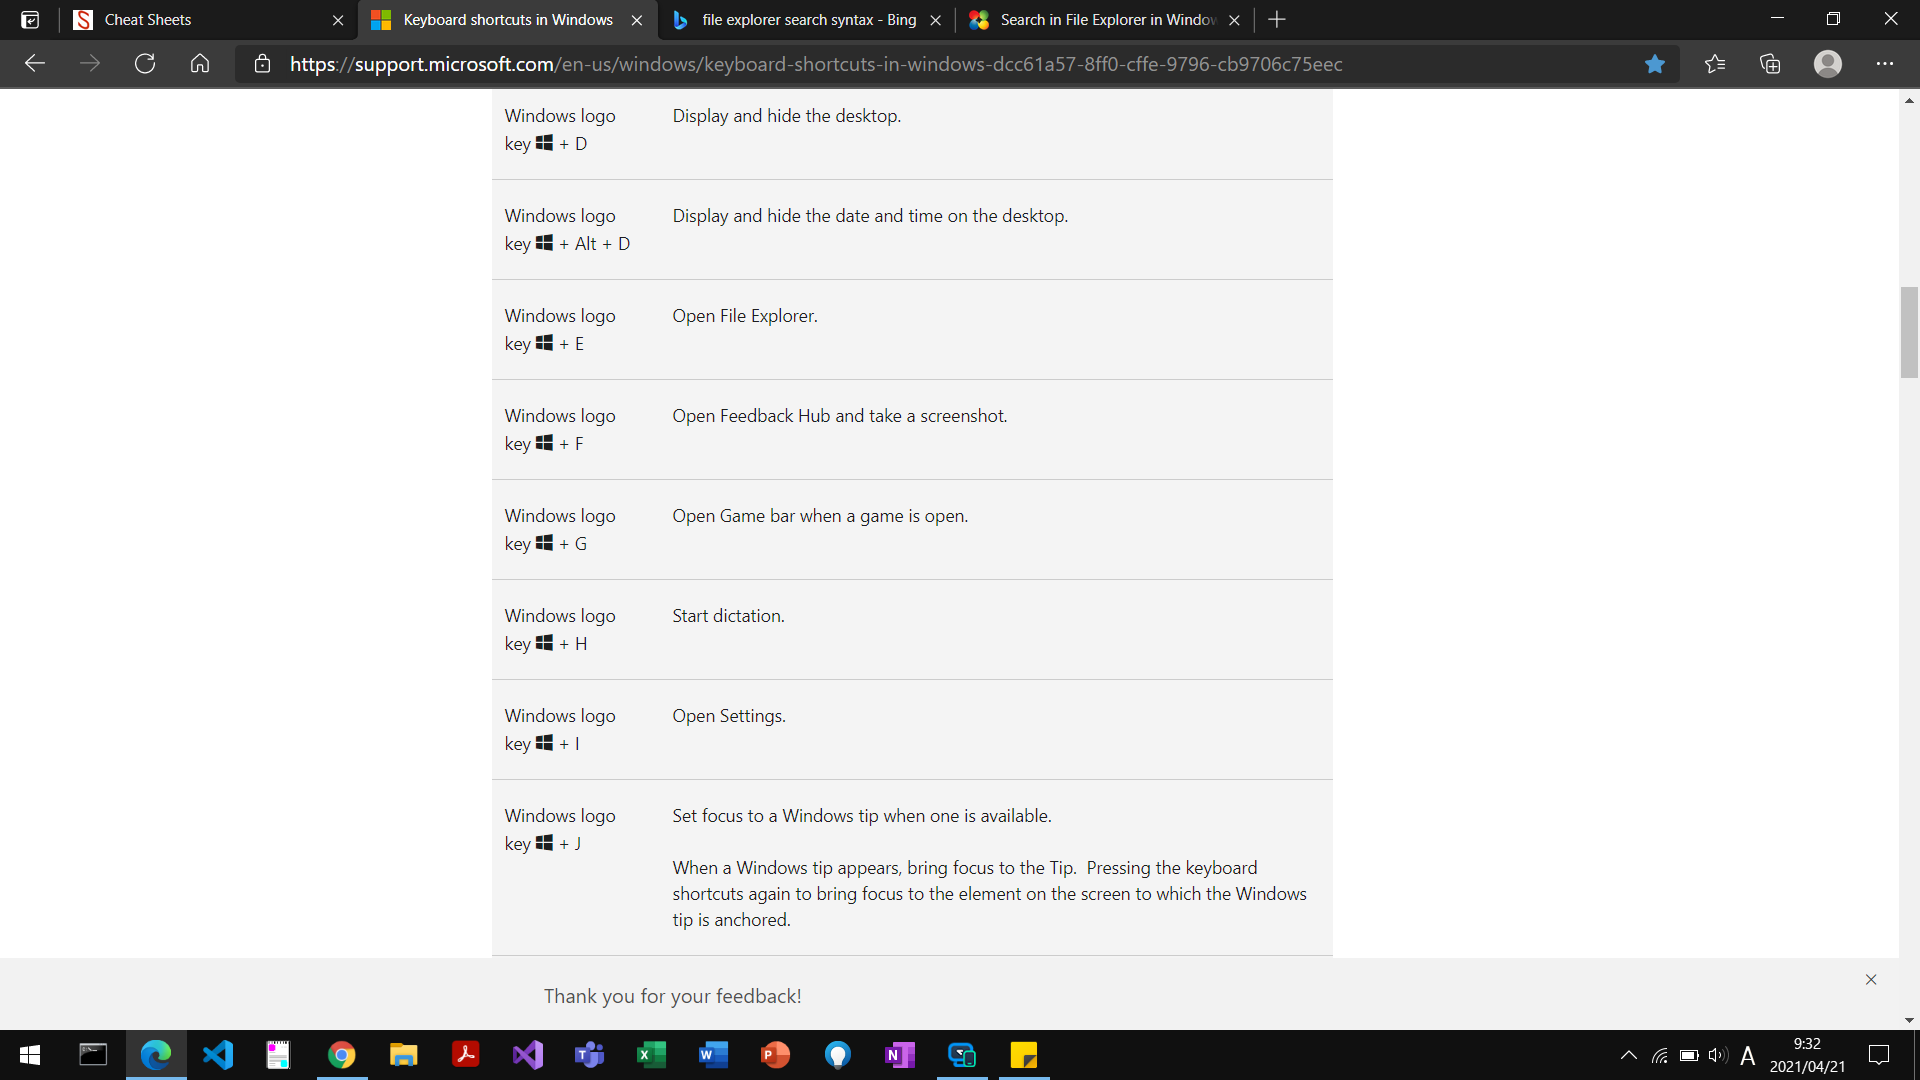 Cheat Sheets
Keyboard shortcuts in Windows
file explorer search syntax - Bing
Search in File Explorer in Window
https://support.microsoft.com/en-us/windows/keyboard-shortcuts-in-windows-dcc61a57-8ff0-cffe-9796-cb9706c75eec
Windows logo
key + D
Display and hide the desktop.
Windows logo
key + Alt + D
Display and hide the date and time on the desktop.
Windows logo
key + E
Open File Explorer.
Windows logo
key + F
Open Feedback Hub and take a screenshot.
Windows logo
key + G
Open Game bar when a game is open.
Windows logo
key + H
Start dictation.
Windows logo
key + I
Open Settings.
Windows logo
key + J
Set focus to a Windows tip when one is available.
When a Windows tip appears, bring focus to the Tip.  Pressing the keyboard
shortcuts again to bring focus to the element on the screen to which the Windows
tip is anchored.
Thank you for your feedback!
A
9:32
2021/04/21